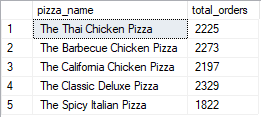 pizza_name total_orders
1 The Thai Chicken Pizza 2225
2 The Barbecue Chicken Pizza 2273
3 The California Chicken Pizza 2197
4 The Classic Deluxe Pizza 2329
5 The Spicy Italian Pizza 1822